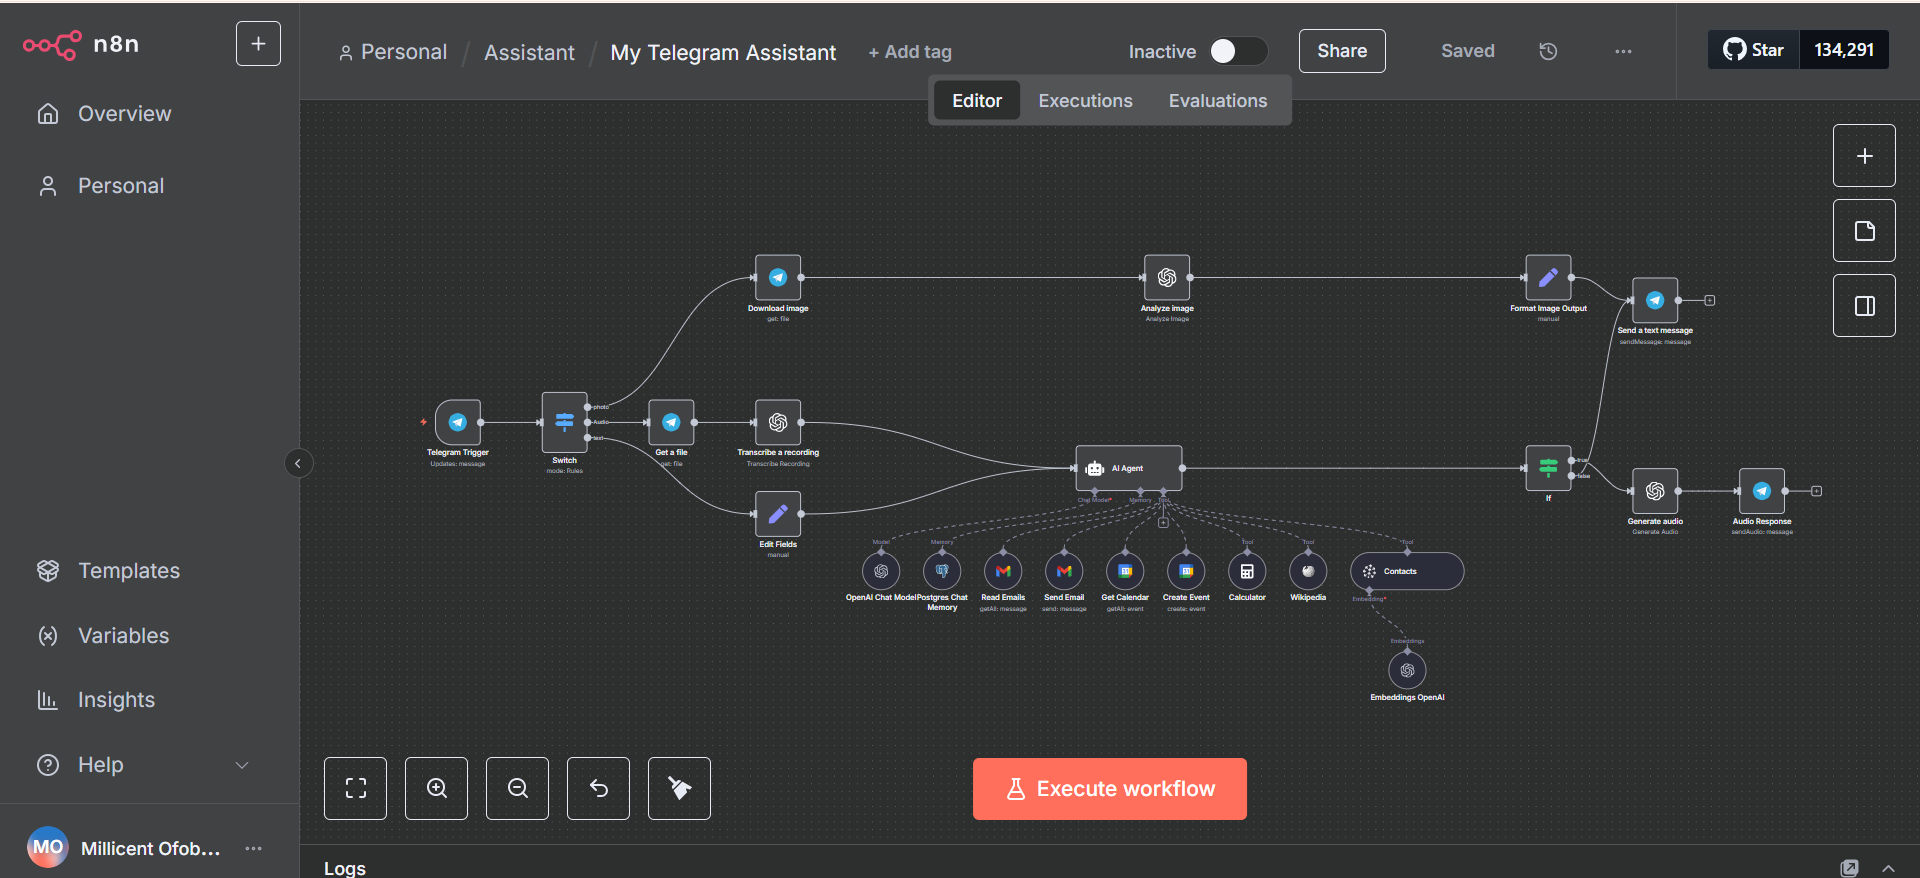 n8n
Personal / Assistant / My Telegram Assistant + Add tag
Inactive
Share
Saved
Star 134,291
Editor Executions Evaluations
Overview
Personal
Templates
Variables
Insights
Help
MO Millicent Ofob...
Download image
get: file
Analyze image
Analyze Image
Format Image Output
manual
Send a text message
sendMessage: message
Telegram Trigger
Updates: message
Switch
mode: Rules
photo
Audio
text
Get a file
get: file
Transcribe a recording
Transcribe Recording
Edit Fields
manual
AI Agent
Chat Model* Memory Tool
If
true
false
Generate audio
Generate Audio
Audio Response
sendAudio: message
Model Memory Tool Tool Tool
OpenAI Chat Model
Postgres Chat
Memory
Read Emails
getAll: message
Send Email
send: message
31
Get Calendar
getAll: event
31
Create Event
create: event
Calculator
Wikipedia
Contacts
Embedding*
Embeddings
Embeddings OpenAI
Execute workflow
Logs